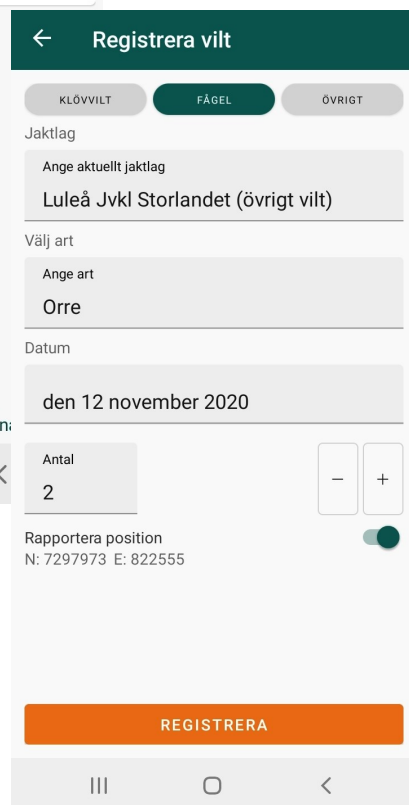 Registrera vilt
KLÖVVILT FÅGEL ÖVRIGT
Jaktlag
Ange aktuellt jaktlag
Luleå Jvkl Storlandet (övrigt vilt)
Välj art
Ange art
Orre
Datum
den 12 november 2020
Antal
2
Rapportera position
N: 7297973 E: 822555
REGISTRERA